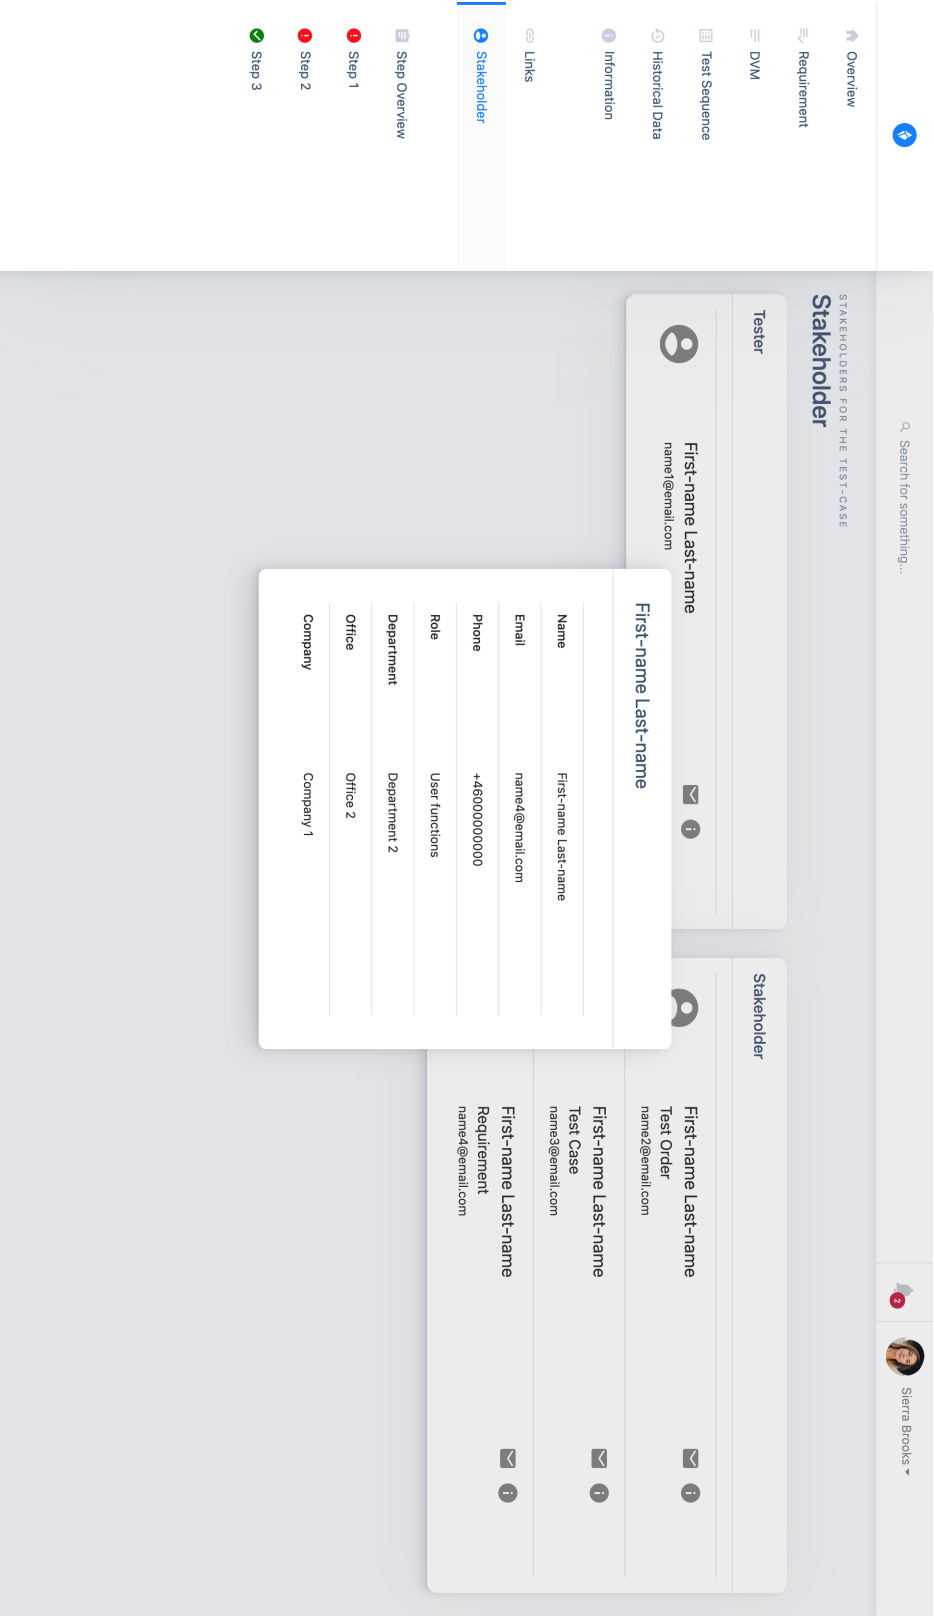 Search for something...
2
Sierra Brooks
Overview
Requirement
DVM
Test Sequence
Historical Data
Information
Links
Stakeholder
Step Overview
Step 1
Step 2
Step 3
STAKEHOLDERS FOR THE TEST-CASE
Stakeholder
Tester
First-name Last-name
name1@email.com
Stakeholder
First-name Last-name
Test Order
name2@email.com
First-name Last-name
Test Case
name3@email.com
First-name Last-name
Requirement
name4@email.com
First-name Last-name
Name First-name Last-name
Email name4@email.com
Phone +46000000000
Role User functions
Department Department 2
Office Office 2
Company Company 1